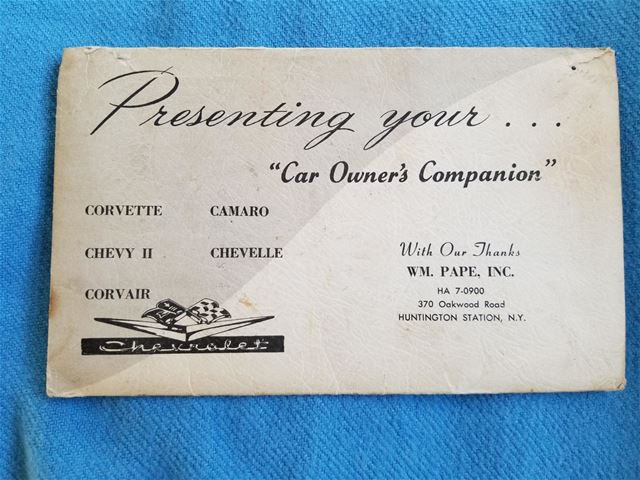 Presenting your . . .
“Car Owner’s Companion”
CORVETTE CAMARO
CHEVY II CHEVELLE
CORVAIR
Chevrolet
With Our Thanks
WM. PAPE, INC.
HA 7-0900
370 Oakwood Road
HUNTINGTON STATION, N.Y.